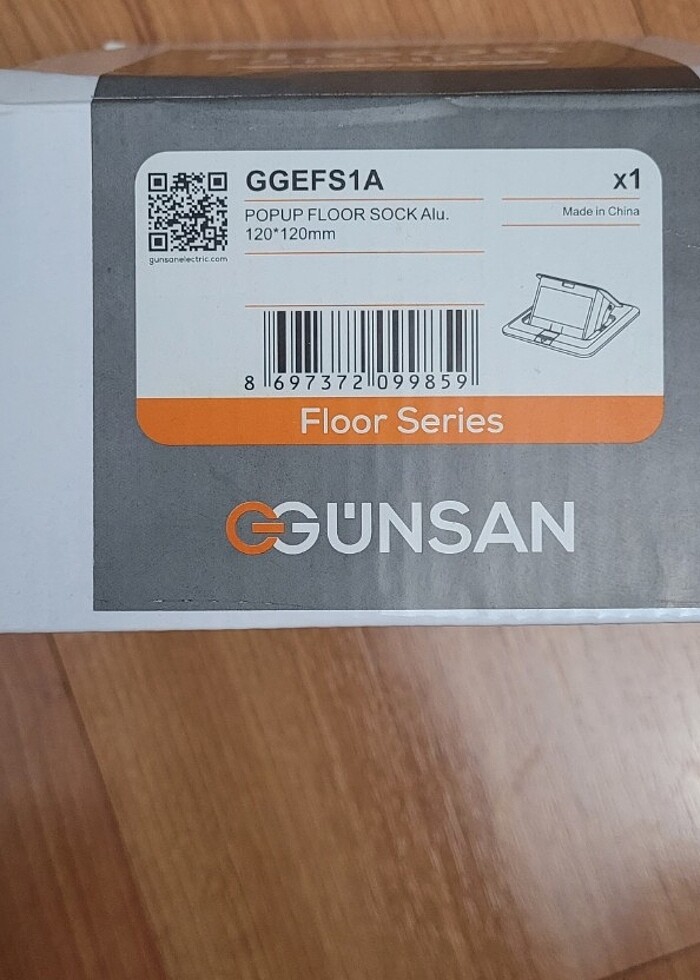 GGEFS1A
x1
POPUP FLOOR SOCK Alu.
120*120mm
Made in China
gunsanelectric.com
8 697372 099859
Floor Series
GÜNSAN